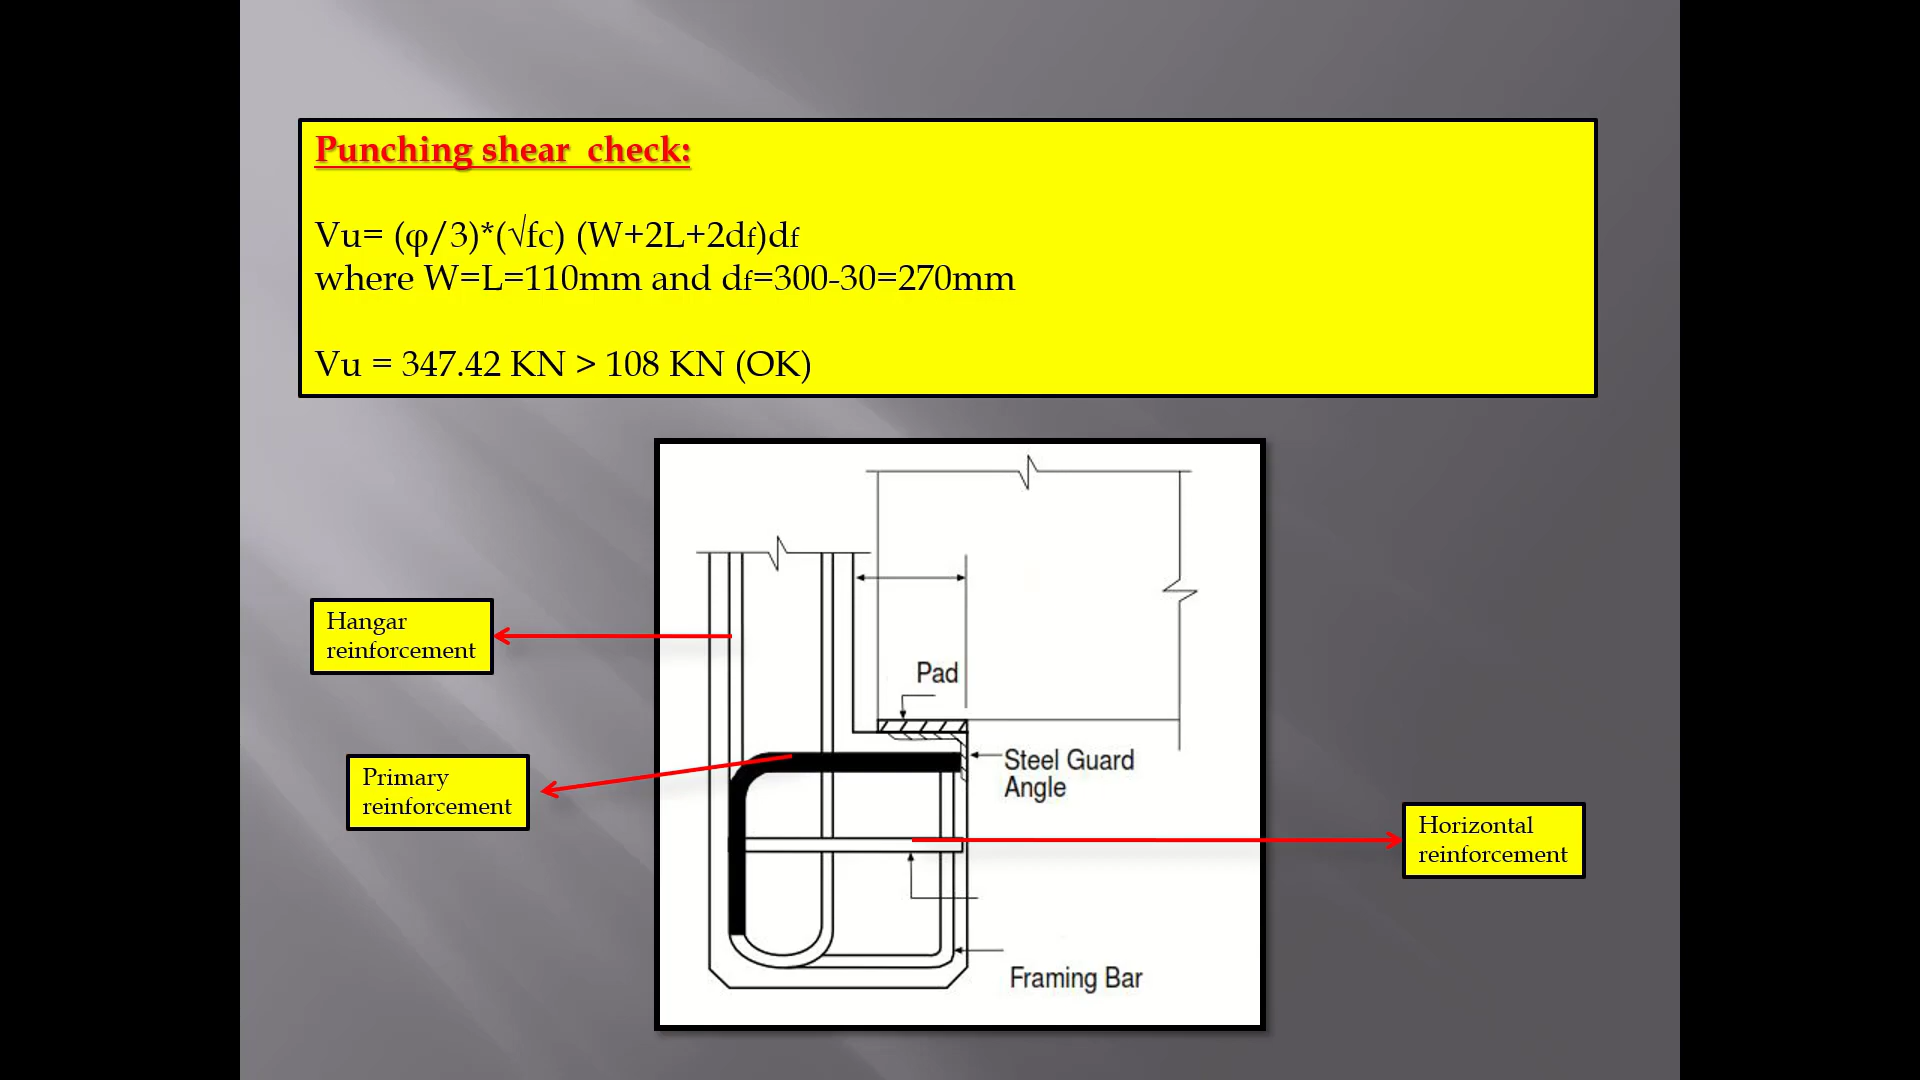 Punching shear  check:
Vu= (φ/3)*(√fc) (W+2L+2df)df
where W=L=110mm and df=300-30=270mm
Vu = 347.42 KN > 108 KN (OK)
Hangar
reinforcement
Pad
Primary
reinforcement
Steel Guard
Angle
Horizontal
reinforcement
Framing Bar